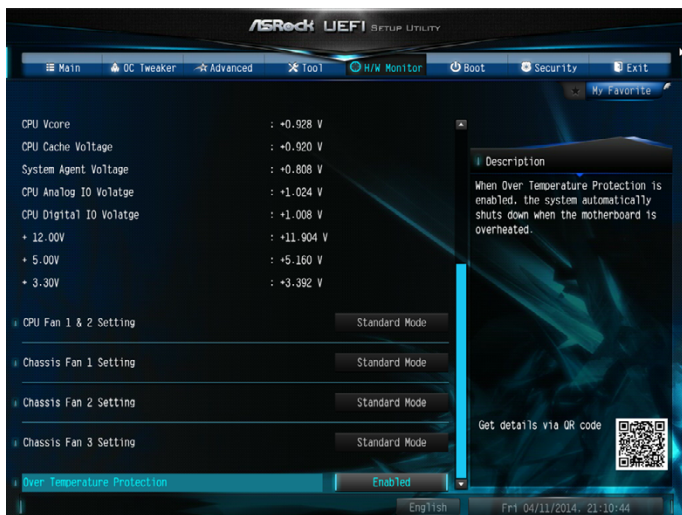 ASRock UEFI SETUP UTILITY
Main OC Tweaker Advanced Tool H/W Monitor Boot Security Exit
My Favorite
CPU Vcore : +0.928 V
CPU Cache Voltage : +0.920 V
System Agent Voltage : +0.808 V
CPU Analog IO Volatge : +1.024 V
CPU Digital IO Volatge : +1.008 V
+ 12.00V : +11.904 V
+ 5.00V : +5.160 V
+ 3.30V : +3.392 V
CPU Fan 1 & 2 Setting Standard Mode
Chassis Fan 1 Setting Standard Mode
Chassis Fan 2 Setting Standard Mode
Chassis Fan 3 Setting Standard Mode
Over Temperature Protection Enabled
Description
When Over Temperature Protection is
enabled, the system automatically
shuts down when the motherboard is
overheated.
Get details via QR code
English Fri 04/11/2014, 21:10:44